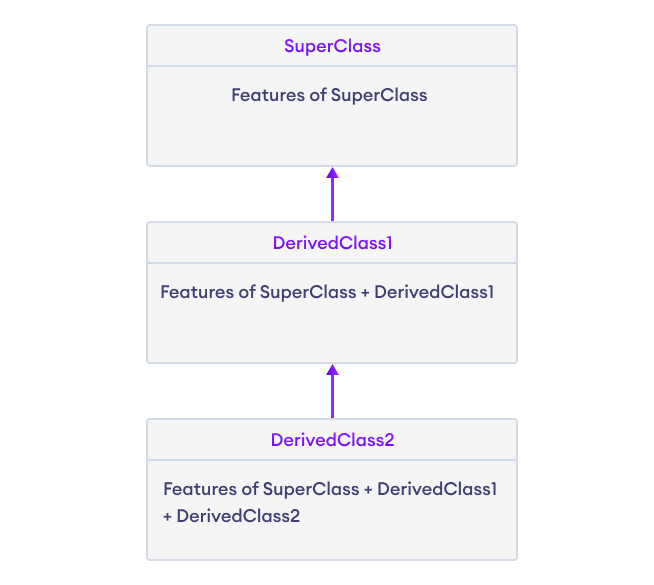 SuperClass
Features of SuperClass
DerivedClass1
Features of SuperClass + DerivedClass1
DerivedClass2
Features of SuperClass + DerivedClass1
+ DerivedClass2